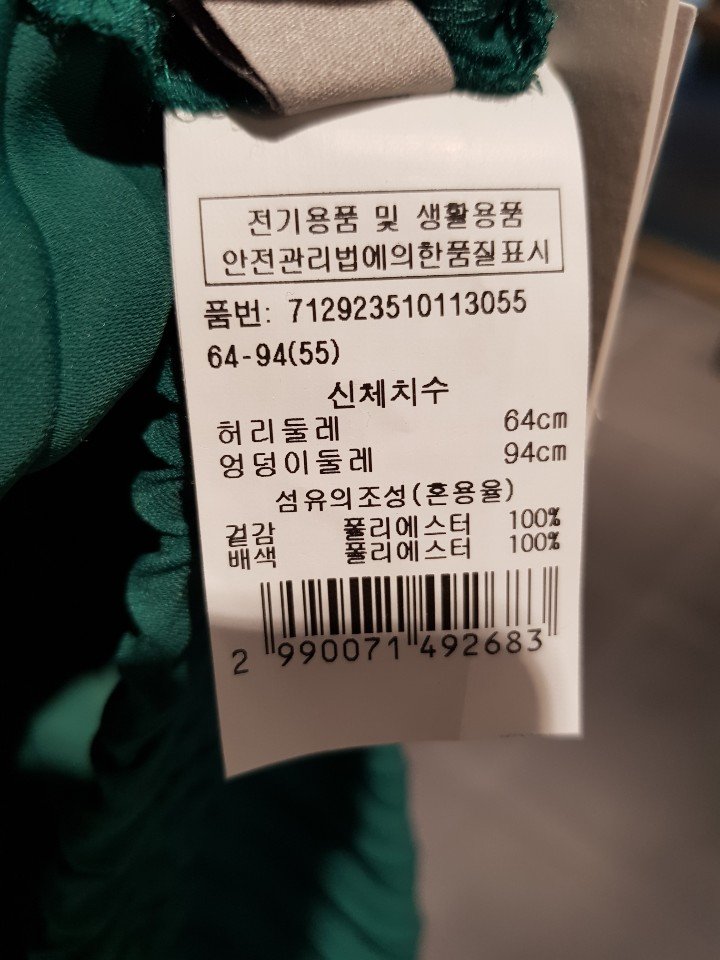 전기용품 및 생활용품
안전관리법에의한품질표시
품번: 712923510113055
64-94(55)
신체치수
허리둘레 64cm
엉덩이둘레 94cm
섬유의조성(혼용율)
겉감 폴리에스터 100%
배색 폴리에스터 100%
2 990071 492683